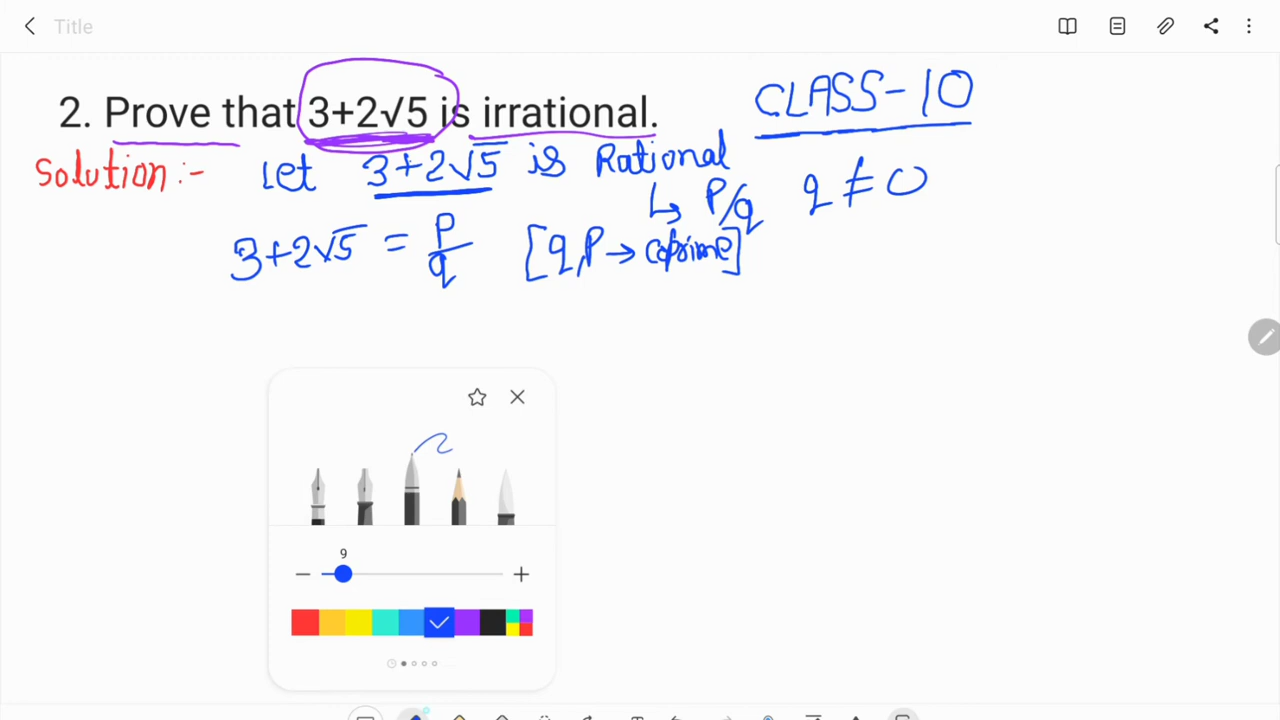 Title
2. Prove that 3+2√5 is irrational.
CLASS-10
Solution :- Let 3+2√5 is Rational
↳ P/q q ≠ 0
3+2√5 = P/q [q,P → coprime]
9